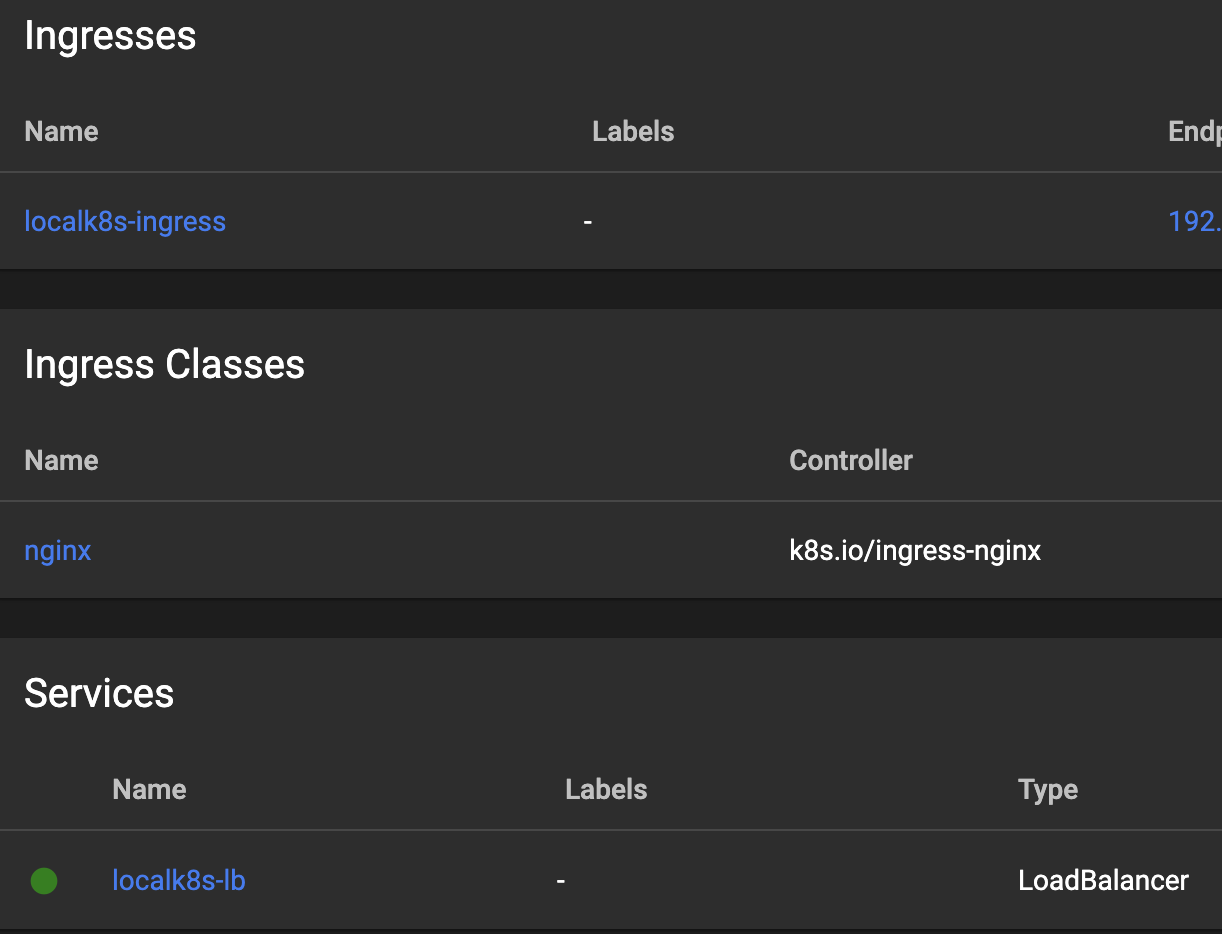 Ingresses
Name Labels Endp
localk8s-ingress - 192.
Ingress Classes
Name Controller
nginx k8s.io/ingress-nginx
Services
Name Labels Type
localk8s-lb - LoadBalancer